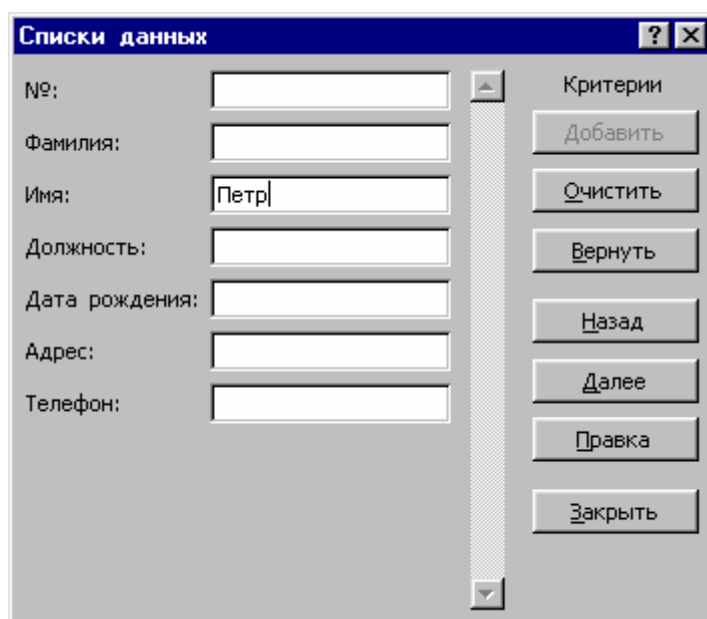 Списки данных
№:
Фамилия:
Имя: Петр
Должность:
Дата рождения:
Адрес:
Телефон:
Критерии
Добавить
Очистить
Вернуть
Назад
Далее
Правка
Закрыть